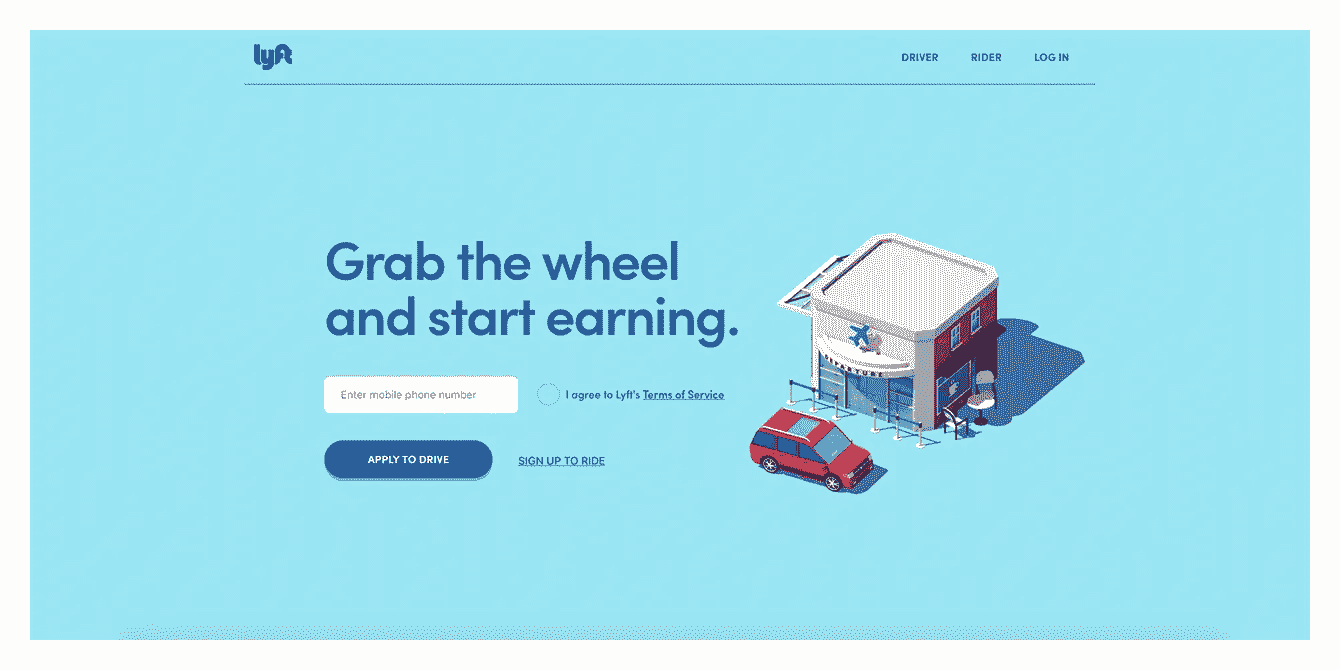 lyft
DRIVER RIDER LOG IN
Grab the wheel
and start earning.
Enter mobile phone number
I agree to Lyft's Terms of Service
APPLY TO DRIVE
SIGN UP TO RIDE
DEPARTURE